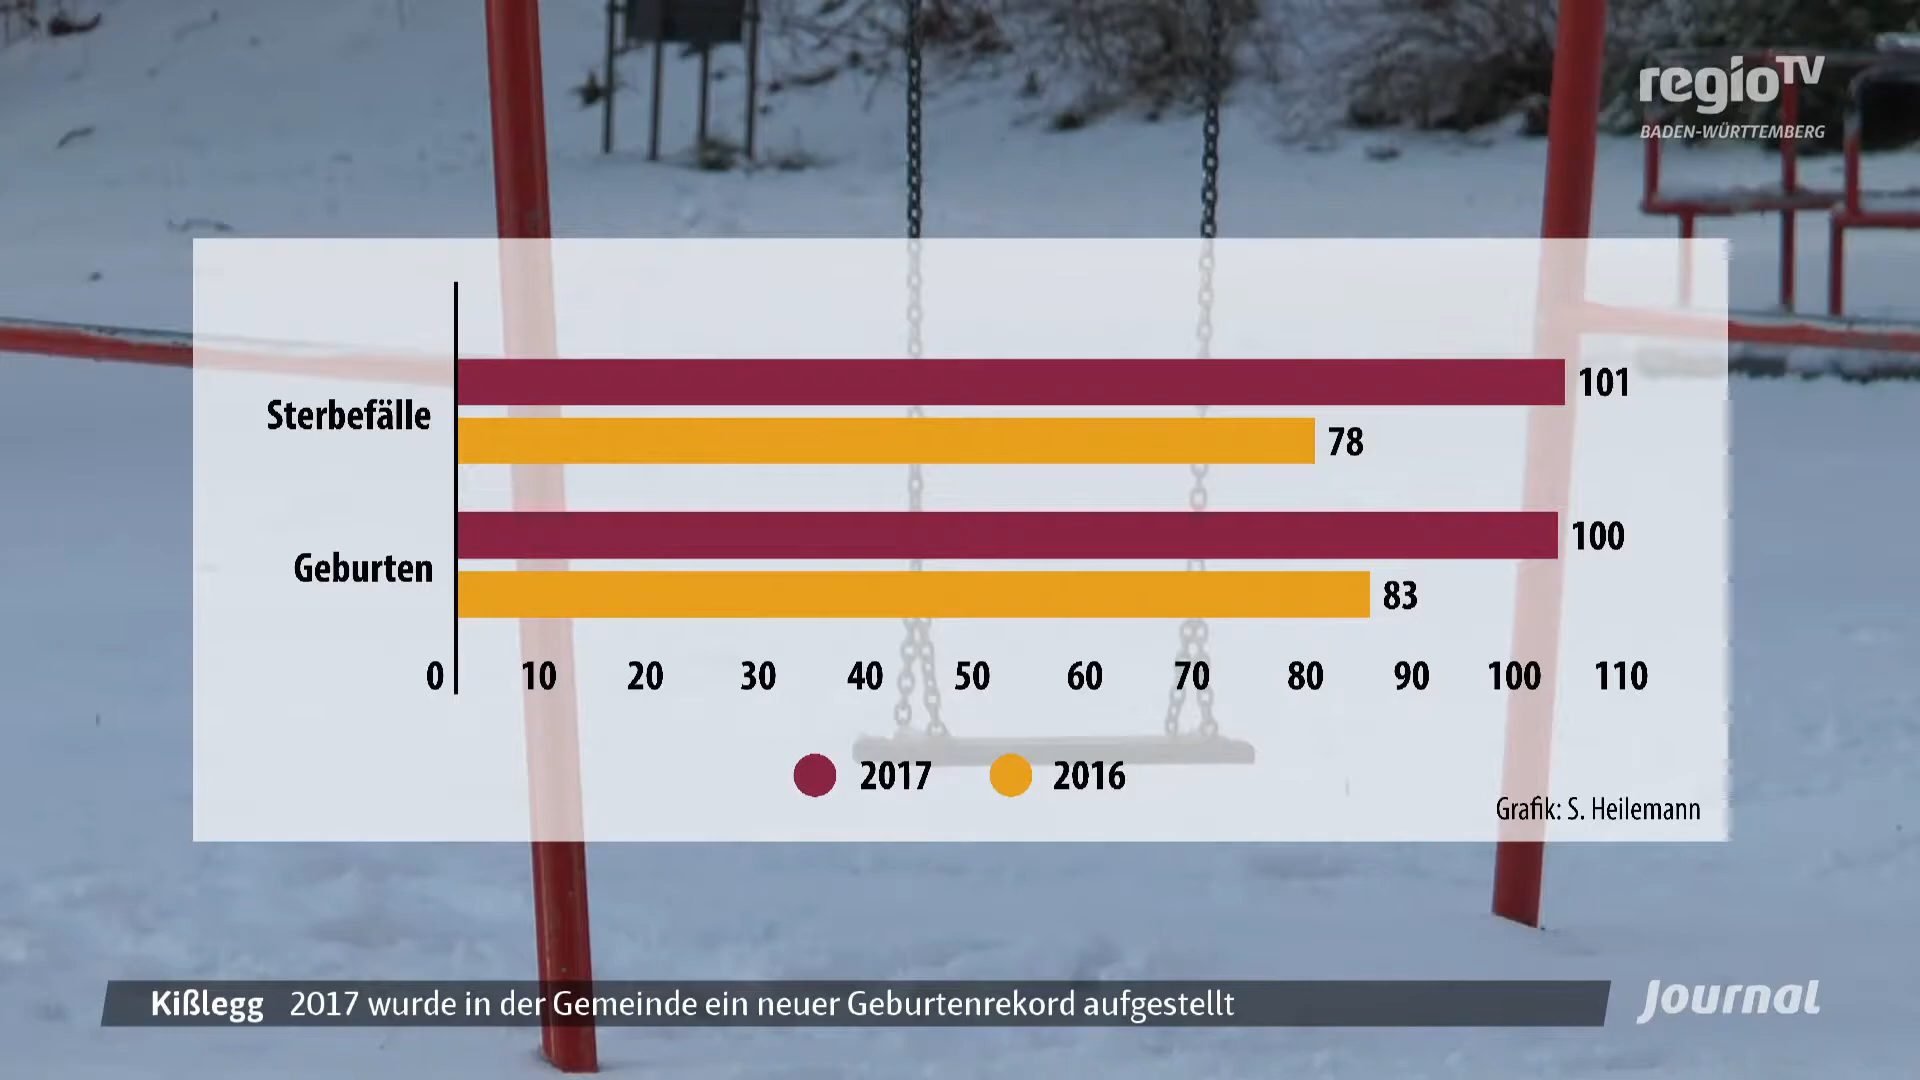 regioTV
BADEN-WÜRTTEMBERG
Sterbefälle
101
78
Geburten
100
83
0 10 20 30 40 50 60 70 80 90 100 110
2017 2016
Grafik: S. Heilemann
Kißlegg 2017 wurde in der Gemeinde ein neuer Geburtenrekord aufgestellt
Journal